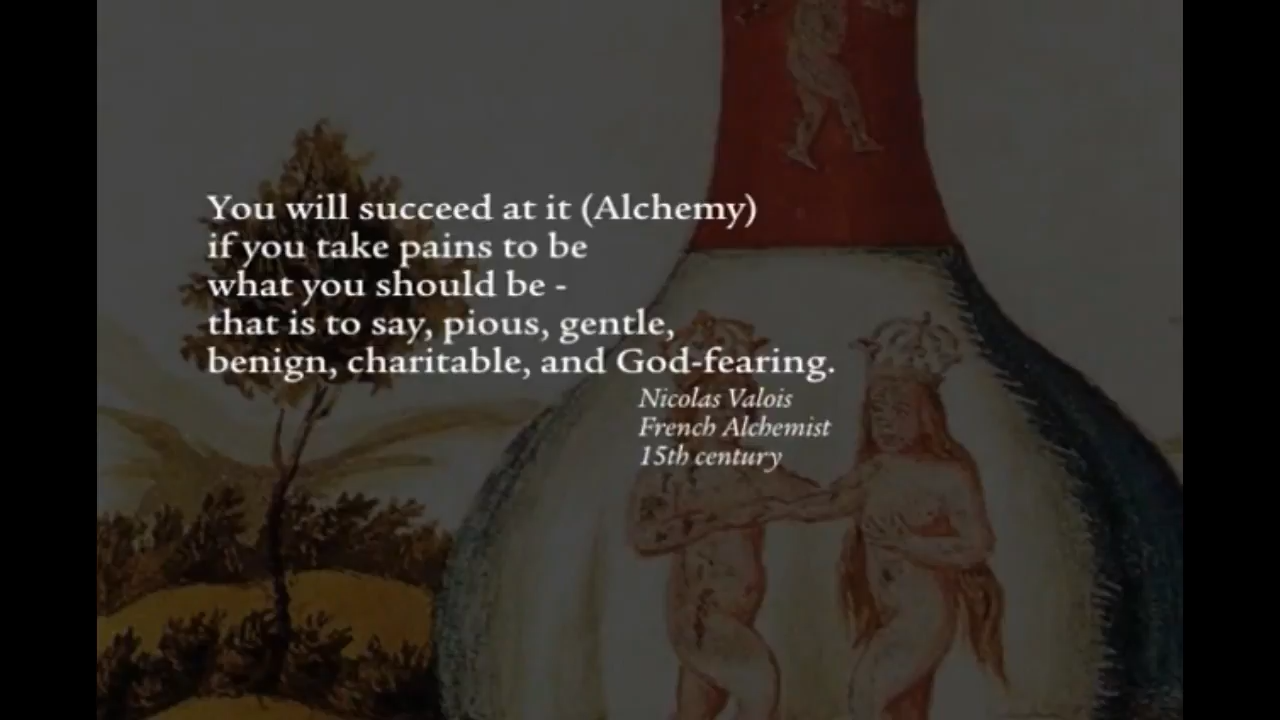 You will succeed at it (Alchemy)
if you take pains to be
what you should be -
that is to say, pious, gentle,
benign, charitable, and God-fearing.
Nicolas Valois
French Alchemist
15th century